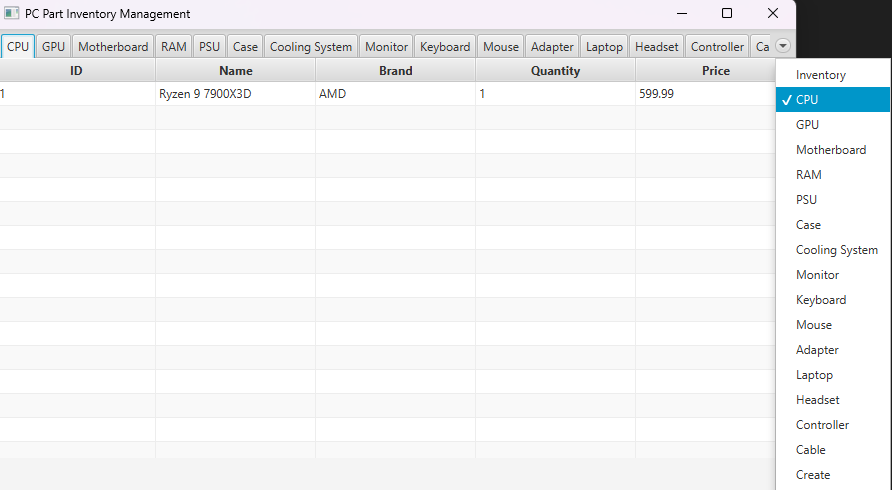 PC Part Inventory Management
CPU GPU Motherboard RAM PSU Case Cooling System Monitor Keyboard Mouse Adapter Laptop Headset Controller Ca
ID Name Brand Quantity Price
1 Ryzen 9 7900X3D AMD 1 599.99
Inventory
CPU
GPU
Motherboard
RAM
PSU
Case
Cooling System
Monitor
Keyboard
Mouse
Adapter
Laptop
Headset
Controller
Cable
Create